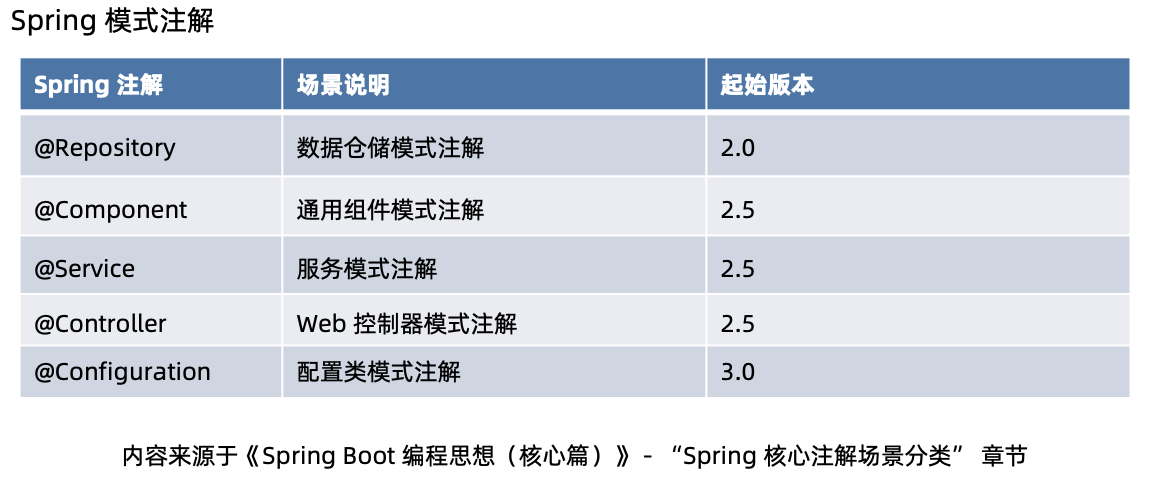 Spring 模式注解
Spring 注解 场景说明 起始版本
@Repository 数据仓储模式注解 2.0
@Component 通用组件模式注解 2.5
@Service 服务模式注解 2.5
@Controller Web 控制器模式注解 2.5
@Configuration 配置类模式注解 3.0
内容来源于《Spring Boot 编程思想（核心篇）》 - “Spring 核心注解场景分类” 章节